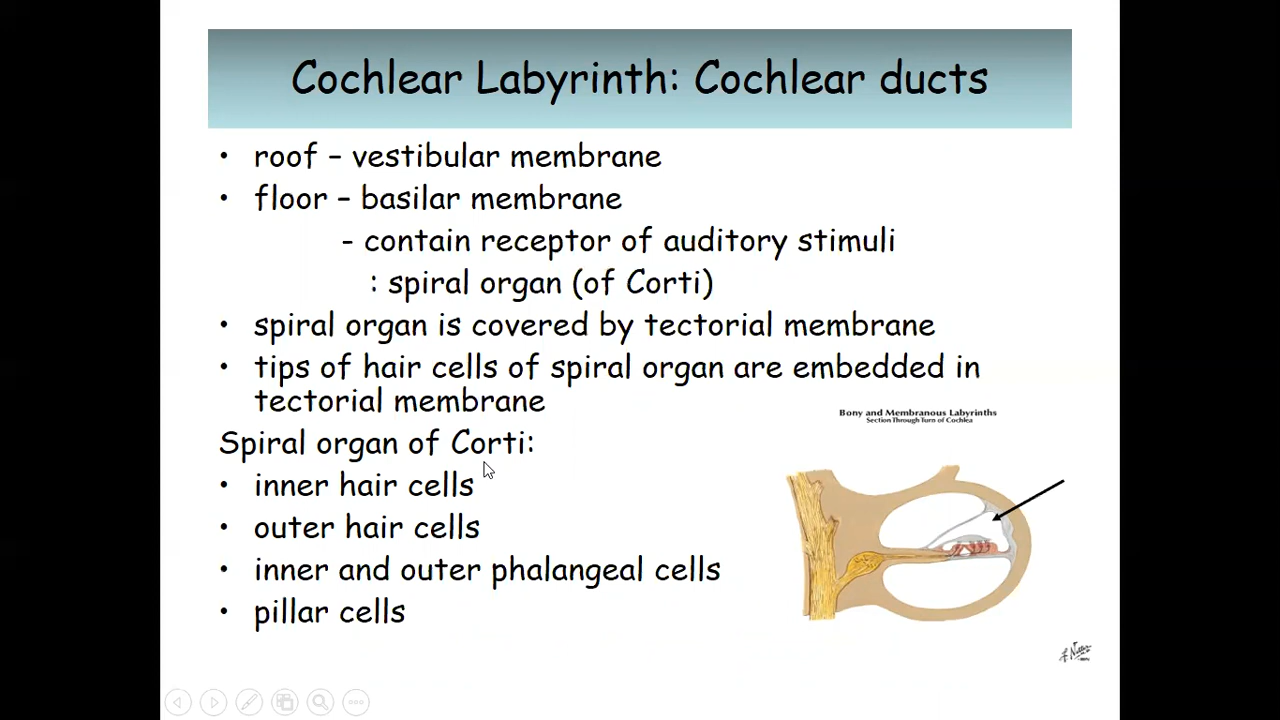 Cochlear Labyrinth: Cochlear ducts
• roof – vestibular membrane
• floor – basilar membrane
- contain receptor of auditory stimuli
: spiral organ (of Corti)
• spiral organ is covered by tectorial membrane
• tips of hair cells of spiral organ are embedded in
tectorial membrane
Bony and Membranous Labyrinths
Section Through Turn of Cochlea
Spiral organ of Corti:
• inner hair cells
• outer hair cells
• inner and outer phalangeal cells
• pillar cells